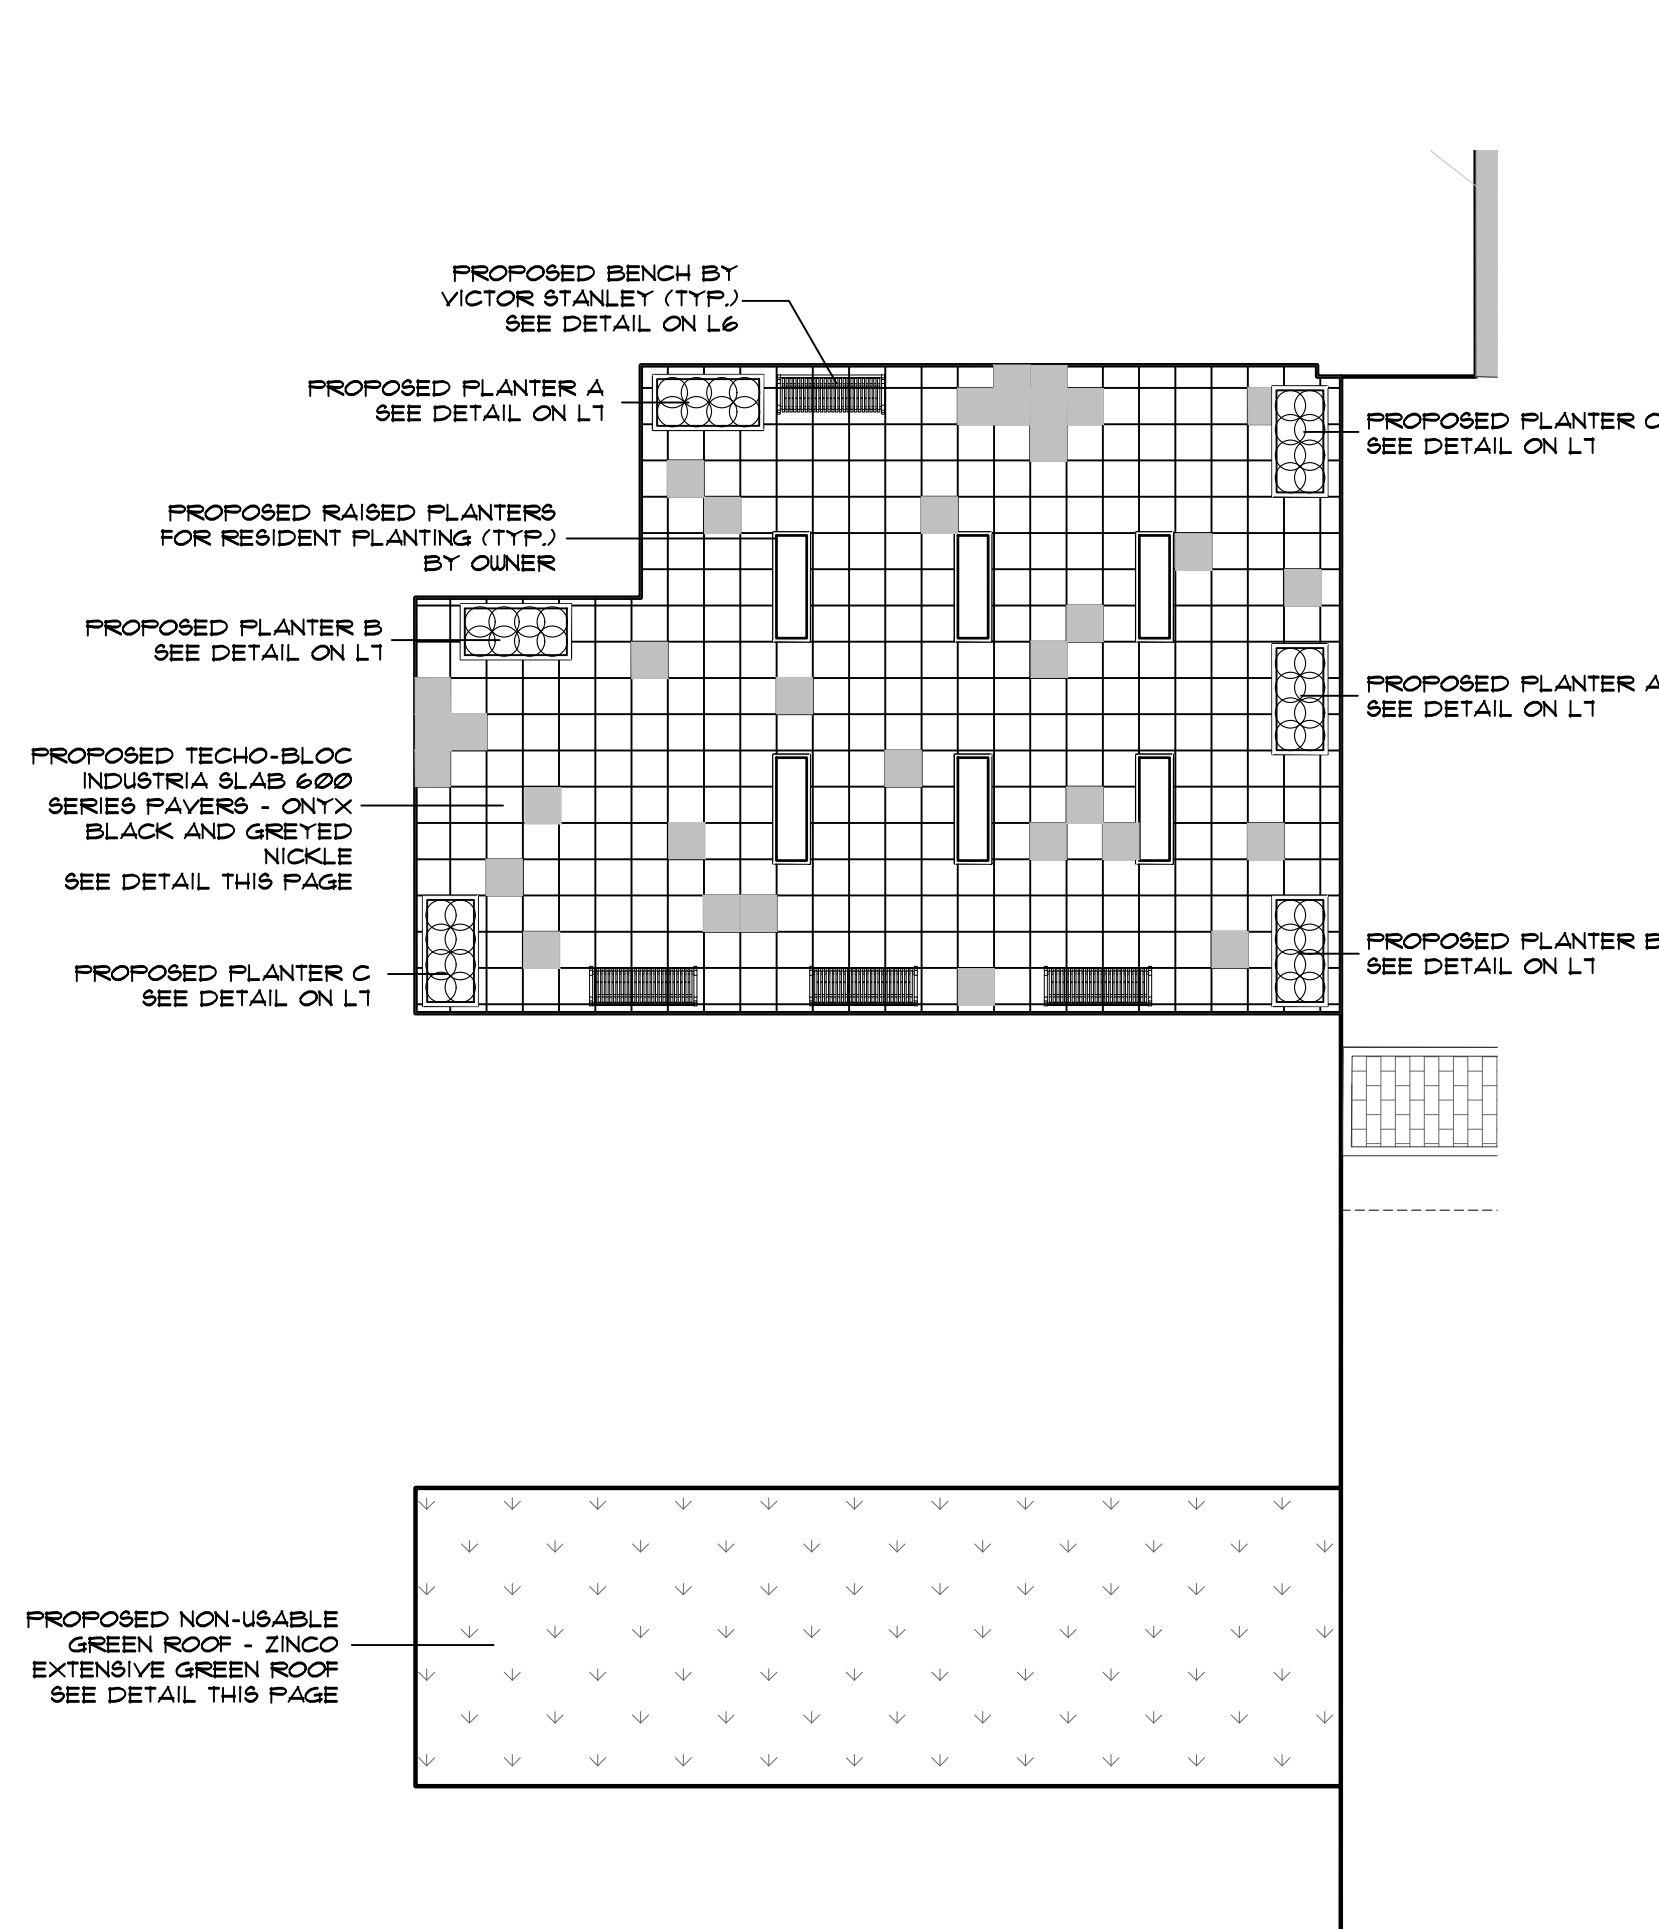 PROPOSED BENCH BY
VICTOR STANLEY (TYP.)
SEE DETAIL ON L6
PROPOSED PLANTER A
SEE DETAIL ON L7
PROPOSED PLANTER C
SEE DETAIL ON L7
PROPOSED RAISED PLANTERS
FOR RESIDENT PLANTING (TYP.)
BY OWNER
PROPOSED PLANTER B
SEE DETAIL ON L7
PROPOSED PLANTER A
SEE DETAIL ON L7
PROPOSED TECHO-BLOC
INDUSTRIA SLAB 600
SERIES PAVERS - ONYX
BLACK AND GREYED
NICKLE
SEE DETAIL THIS PAGE
PROPOSED PLANTER B
SEE DETAIL ON L7
PROPOSED PLANTER C
SEE DETAIL ON L7
PROPOSED NON-USABLE
GREEN ROOF - ZINCO
EXTENSIVE GREEN ROOF
SEE DETAIL THIS PAGE